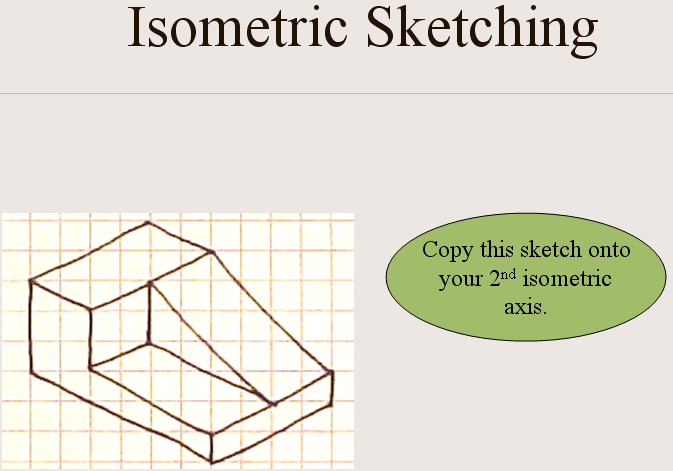 Isometric Sketching
Copy this sketch onto
your 2nd isometric
axis.